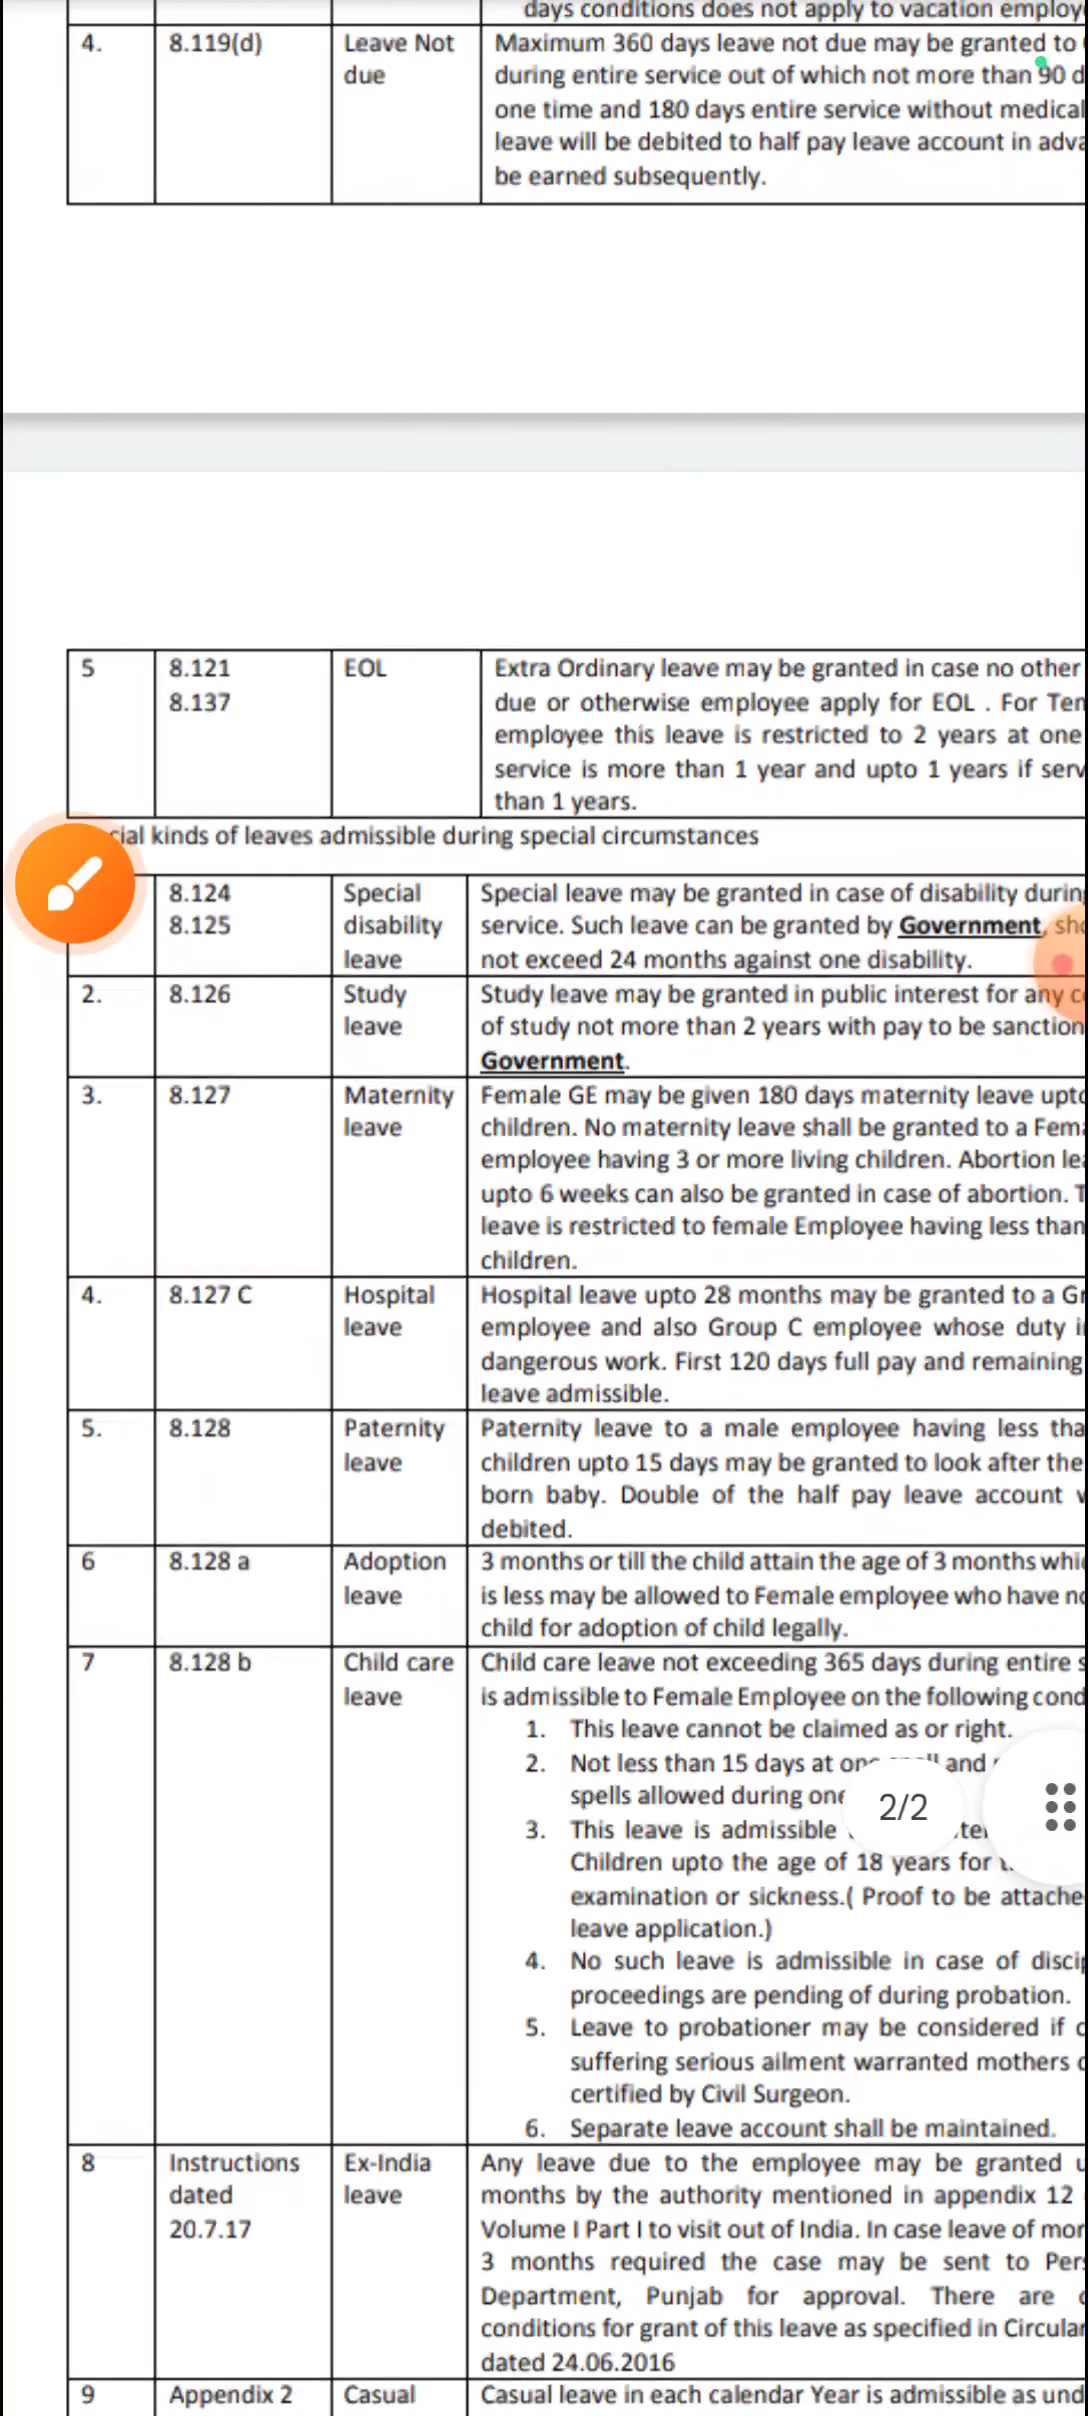 days conditions does not apply to vacation employ
4. 8.119(d) Leave Not due Maximum 360 days leave not due may be granted to
during entire service out of which not more than 90 d
one time and 180 days entire service without medical
leave will be debited to half pay leave account in adva
be earned subsequently.
5 8.121 EOL Extra Ordinary leave may be granted in case no other
8.137 due or otherwise employee apply for EOL . For Tem
employee this leave is restricted to 2 years at one
service is more than 1 year and upto 1 years if serv
than 1 years.
cial kinds of leaves admissible during special circumstances
8.124 Special Special leave may be granted in case of disability during
8.125 disability service. Such leave can be granted by Government, sho
leave not exceed 24 months against one disability.
2. 8.126 Study Study leave may be granted in public interest for any c
leave of study not more than 2 years with pay to be sanction
Government.
3. 8.127 Maternity Female GE may be given 180 days maternity leave upto
leave children. No maternity leave shall be granted to a Fema
employee having 3 or more living children. Abortion lea
upto 6 weeks can also be granted in case of abortion. T
leave is restricted to female Employee having less than
children.
4. 8.127 C Hospital Hospital leave upto 28 months may be granted to a Gr
leave employee and also Group C employee whose duty i
dangerous work. First 120 days full pay and remaining
leave admissible.
5. 8.128 Paternity Paternity leave to a male employee having less tha
leave children upto 15 days may be granted to look after the
born baby. Double of the half pay leave account w
debited.
6 8.128 a Adoption 3 months or till the child attain the age of 3 months whi
leave is less may be allowed to Female employee who have no
child for adoption of child legally.
7 8.128 b Child care Child care leave not exceeding 365 days during entire s
leave is admissible to Female Employee on the following cond
1. This leave cannot be claimed as or right.
2. Not less than 15 days at one and
spells allowed during one
2/2
3. This leave is admissible
Children upto the age of 18 years for
examination or sickness.( Proof to be attache
leave application.)
4. No such leave is admissible in case of discip
proceedings are pending of during probation.
5. Leave to probationer may be considered if c
suffering serious ailment warranted mothers c
certified by Civil Surgeon.
6. Separate leave account shall be maintained.
8 Instructions Ex-India Any leave due to the employee may be granted u
dated leave months by the authority mentioned in appendix 12
20.7.17 Volume I Part I to visit out of India. In case leave of mor
3 months required the case may be sent to Pers
Department, Punjab for approval. There are c
conditions for grant of this leave as specified in Circular
dated 24.06.2016
9 Appendix 2 Casual Casual leave in each calendar Year is admissible as und